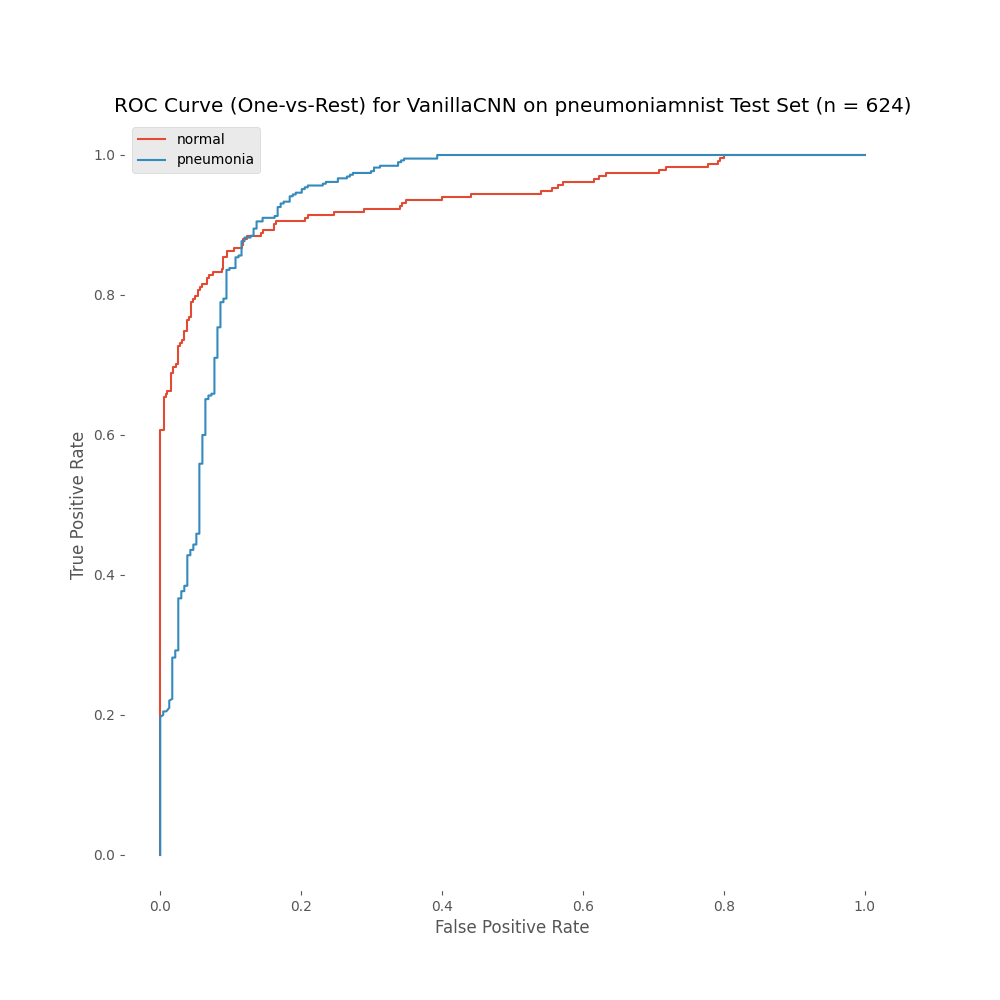 ROC Curve (One-vs-Rest) for VanillaCNN on pneumoniamnist Test Set (n = 624)
normal
pneumonia
1.0
0.8
0.6
0.4
0.2
0.0
True Positive Rate
0.0 0.2 0.4 0.6 0.8 1.0
False Positive Rate